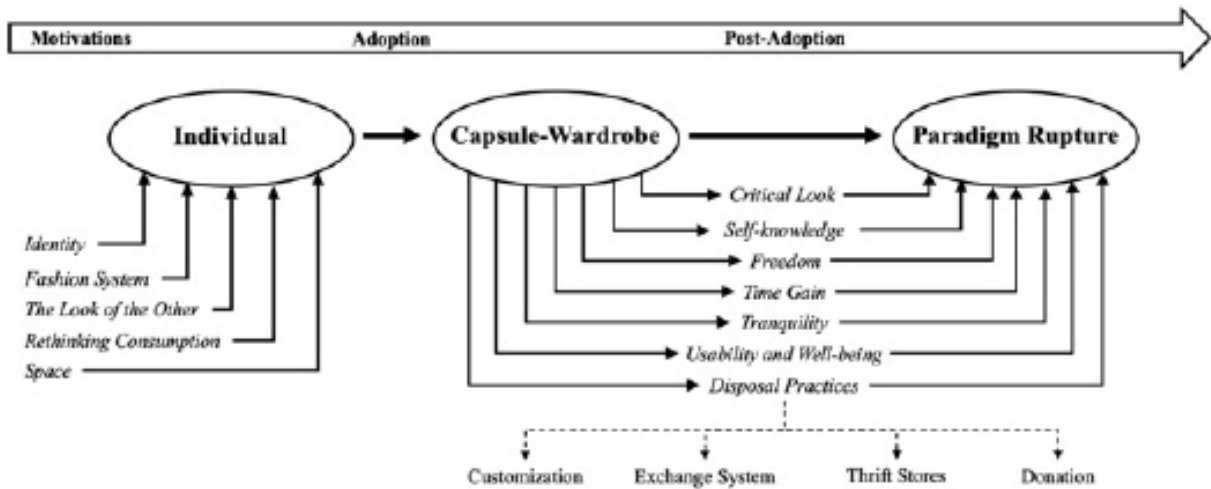 Motivations Adoption Post-Adoption
Individual Capsule-Wardrobe Paradigm Rupture
Critical Look
Self-knowledge
Identity
Freedom
Fashion System
Time Gain
The Look of the Other
Tranquility
Rethinking Consumption
Usability and Well-being
Space
Disposal Practices
Customization Exchange System Thrift Stores Donation